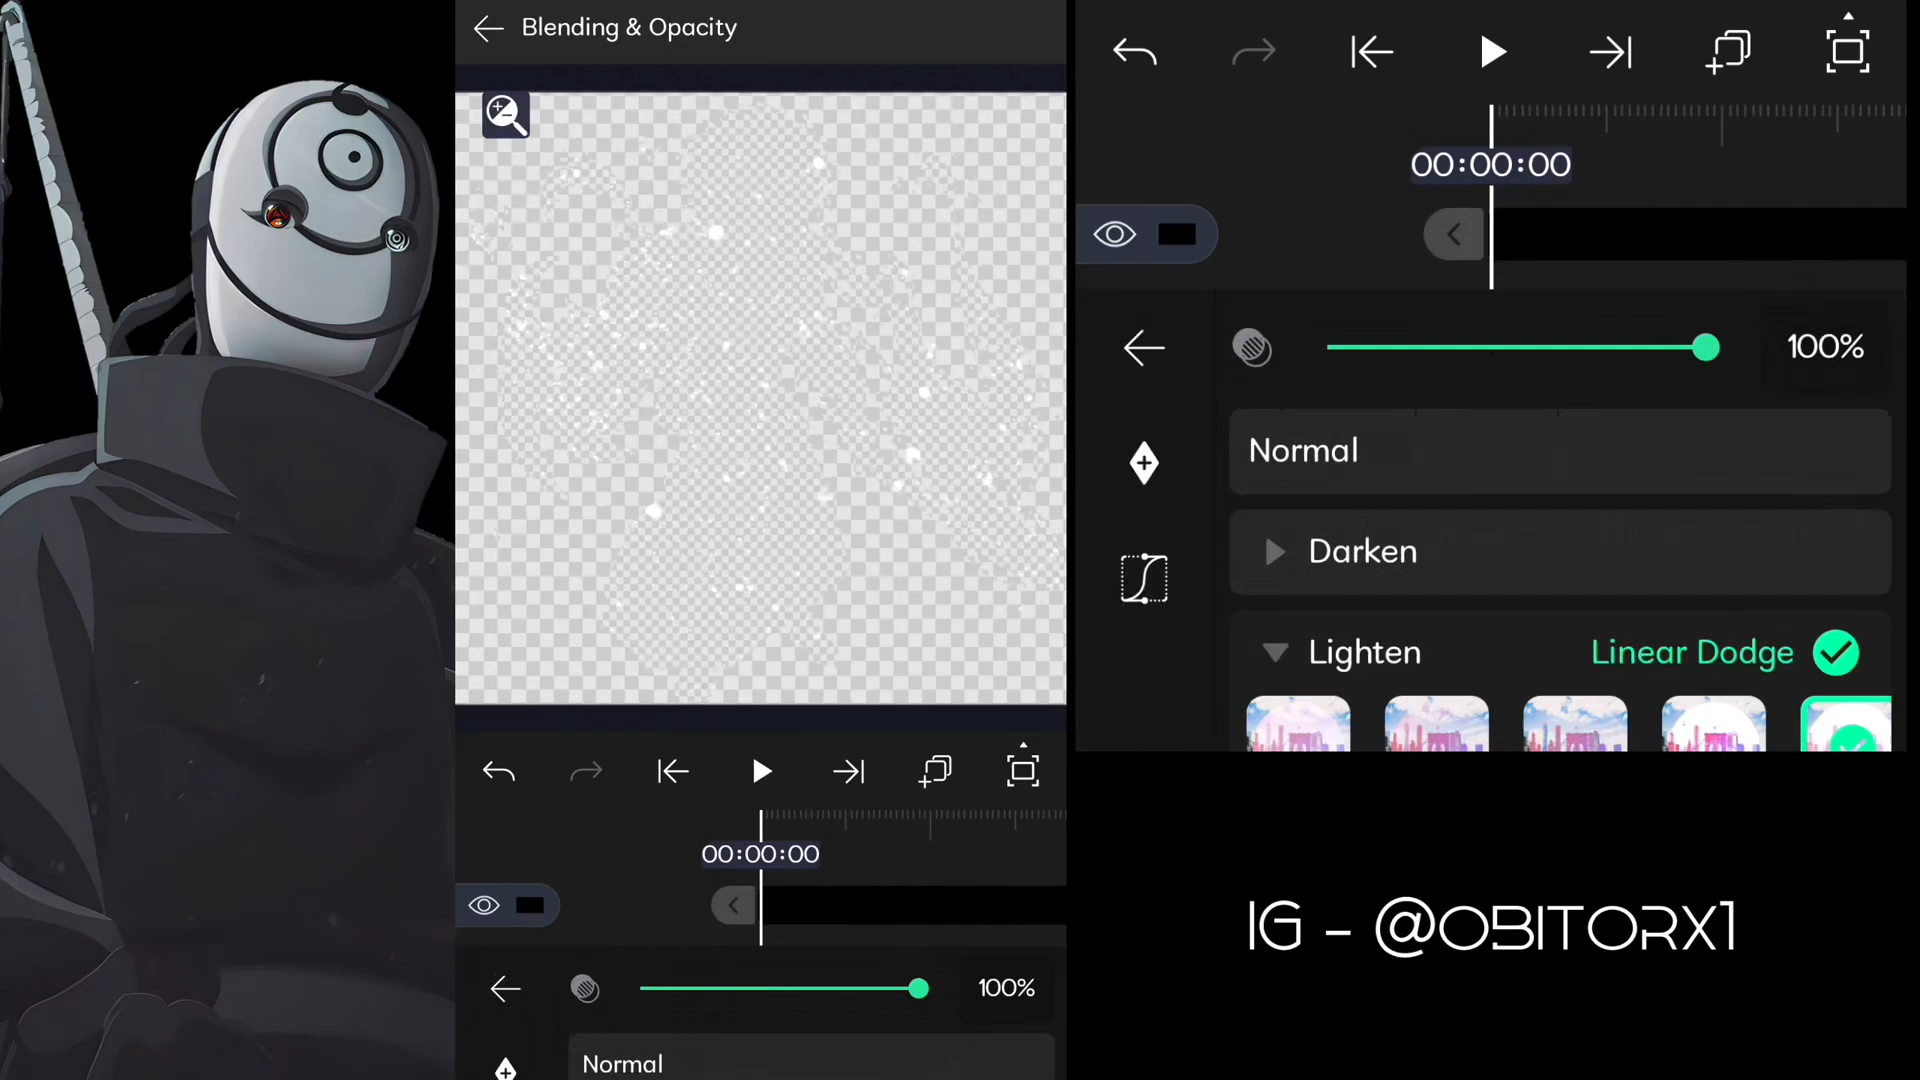 Blending & Opacity
00:00:00
100%
Normal
00:00:00
100%
Normal
Darken
Lighten Linear Dodge
IG - @OBITORX1